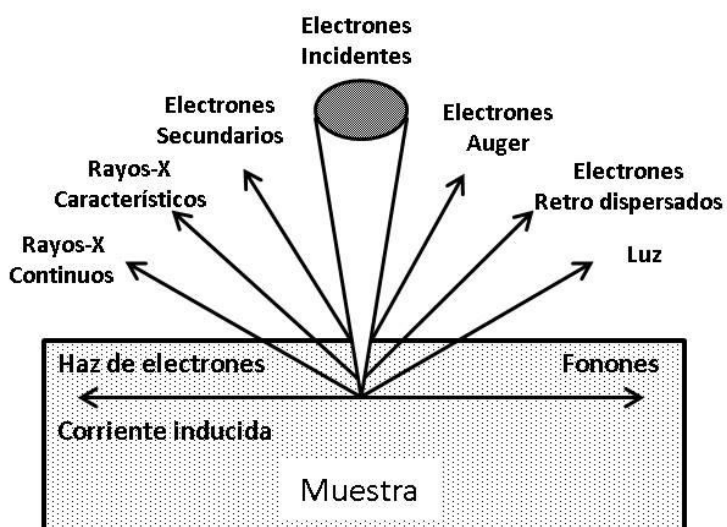 Electrones
Incidentes
Electrones
Secundarios
Electrones
Auger
Rayos-X
Característicos
Electrones
Retro dispersados
Rayos-X
Continuos
Luz
Haz de electrones
Fonones
Corriente inducida
Muestra